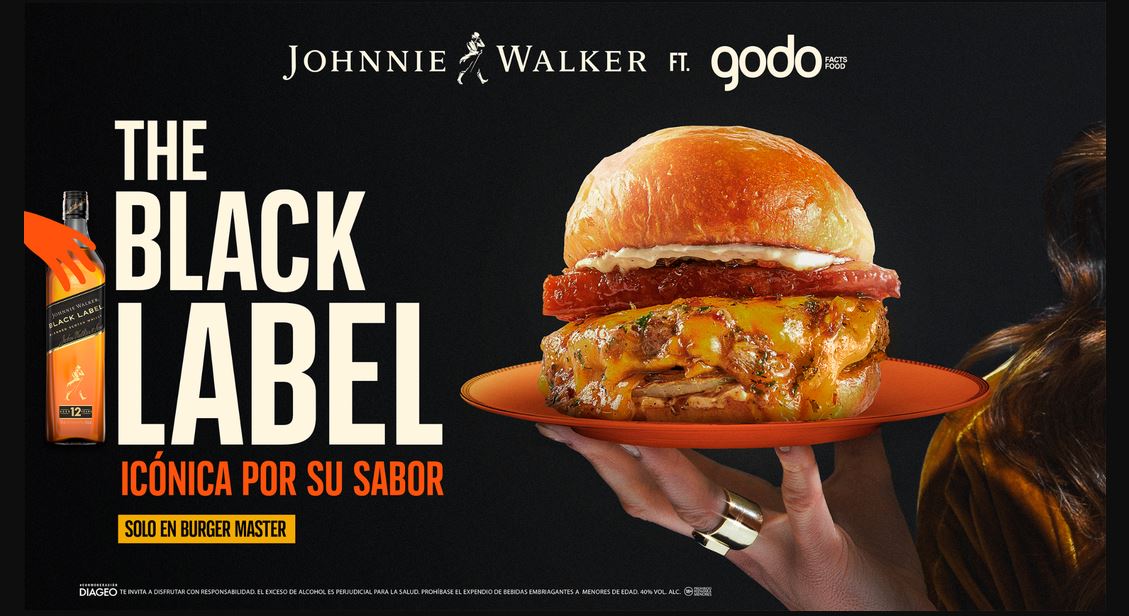 JOHNNIE WALKER FT. godo FACTS FOOD
THE
BLACK
LABEL
ICÓNICA POR SU SABOR
SOLO EN BURGER MASTER
JOHNNIE WALKER
BLACK LABEL
12
DIAGEO TE INVITA A DISFRUTAR CON RESPONSABILIDAD. EL EXCESO DE ALCOHOL ES PERJUDICIAL PARA LA SALUD. PROHÍBASE EL EXPENDIO DE BEBIDAS EMBRIAGANTES A MENORES DE EDAD. 40% VOL. ALC.